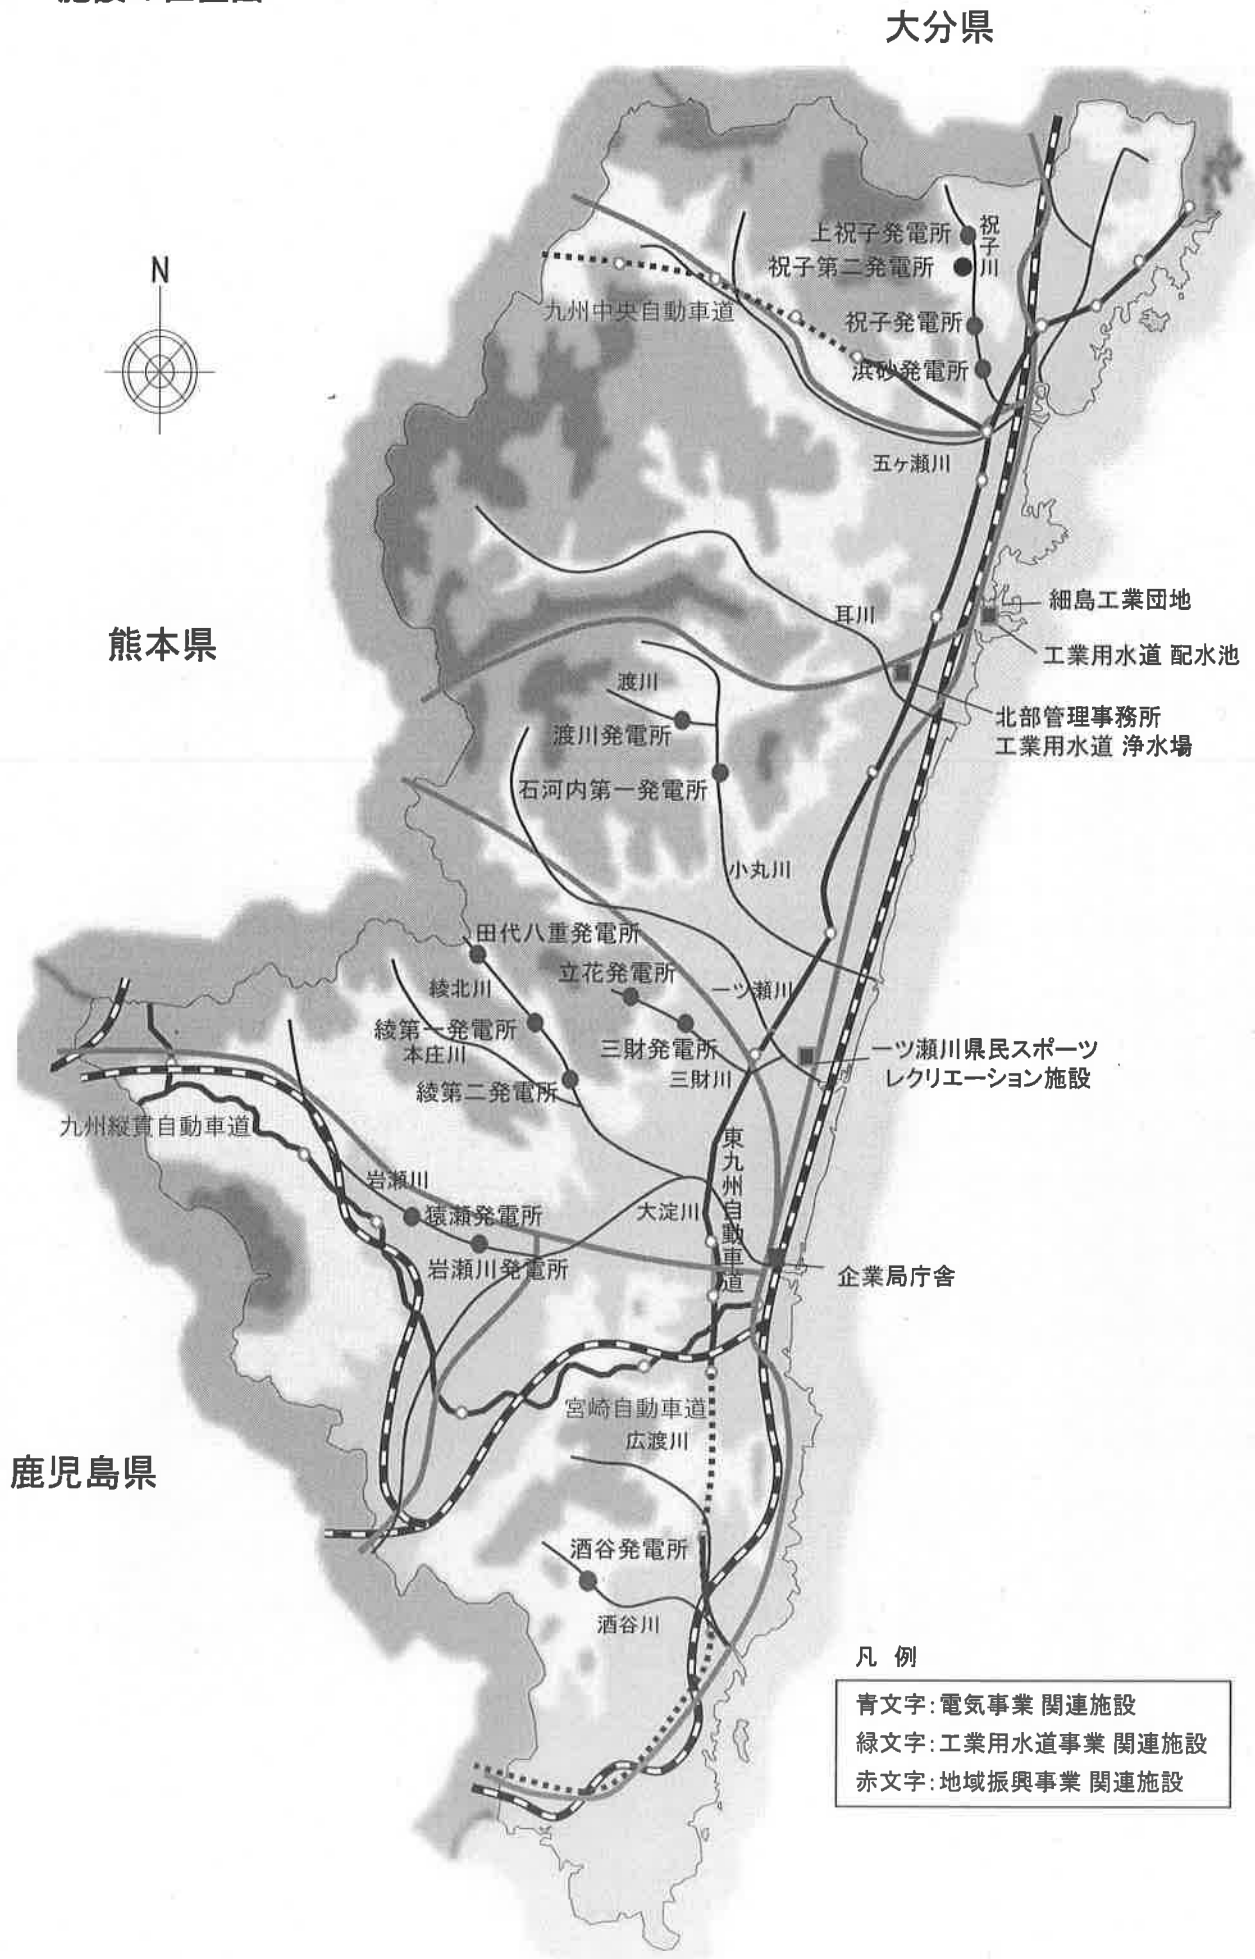 大分県
N
上祝子発電所
祝子川
祝子第二発電所
九州中央自動車道
祝子発電所
浜砂発電所
五ヶ瀬川
細島工業団地
耳川
熊本県
工業用水道 配水池
渡川
北部管理事務所
渡川発電所
工業用水道 浄水場
石河内第一発電所
小丸川
田代八重発電所
立花発電所
綾北川
一ツ瀬川
綾第一発電所
本庄川
三財発電所
一ツ瀬川県民スポーツ
レクリエーション施設
三財川
綾第二発電所
九州縦貫自動車道
東九州自動車道
岩瀬川
猿瀬発電所
大淀川
岩瀬川発電所
企業局庁舎
宮崎自動車道
広渡川
鹿児島県
酒谷発電所
酒谷川
凡 例
青文字:電気事業 関連施設
緑文字:工業用水道事業 関連施設
赤文字:地域振興事業 関連施設